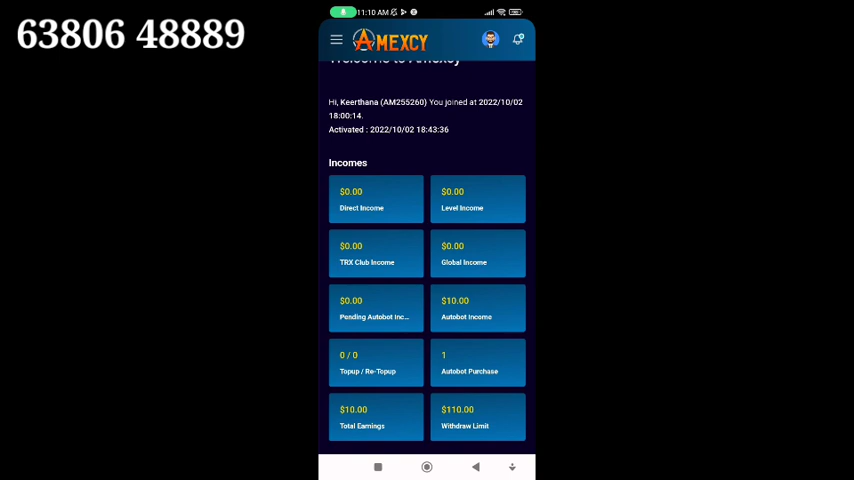 63806 48889
11:10 AM
AMEXCY
Welcome to Amexcy
Hi, Keerthana (AM255260) You joined at 2022/10/02
18:00:14.
Activated : 2022/10/02 18:43:36
Incomes
$0.00
Direct Income
$0.00
Level Income
$0.00
TRX Club Income
$0.00
Global Income
$0.00
Pending Autobot Inc...
$10.00
Autobot Income
0 / 0
Topup / Re-Topup
1
Autobot Purchase
$10.00
Total Earnings
$110.00
Withdraw Limit